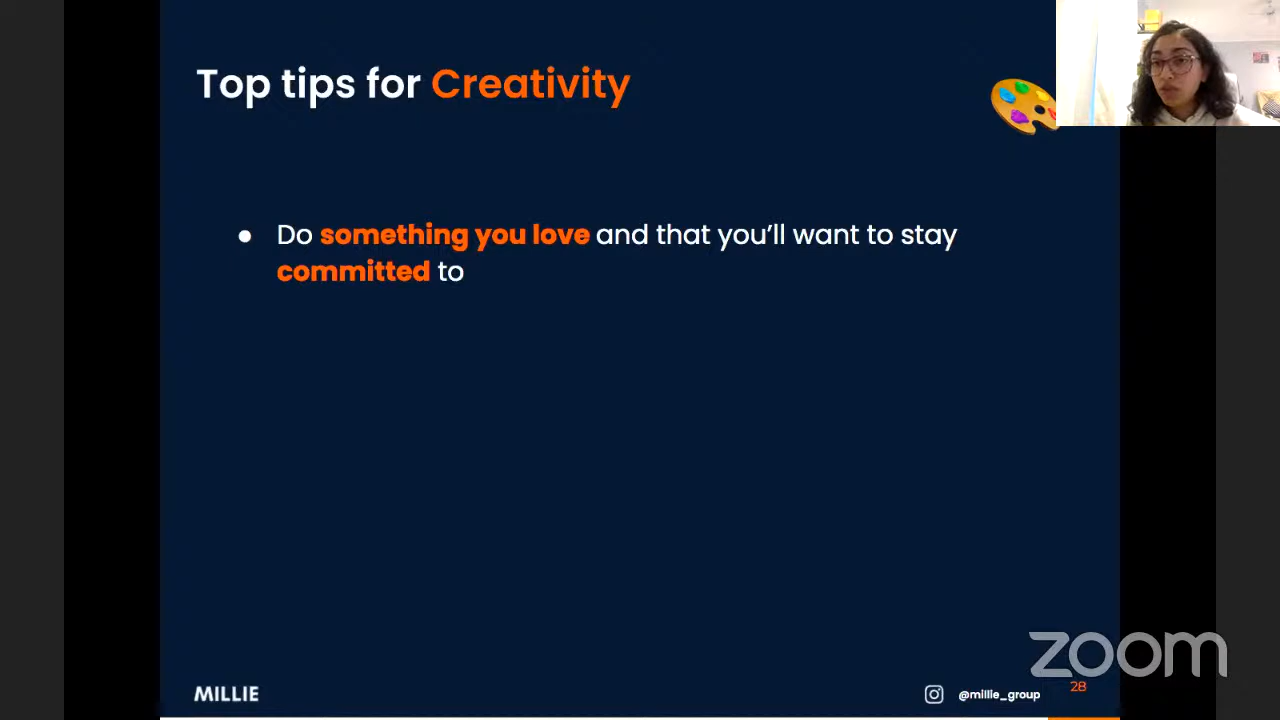 Top tips for Creativity
● Do something you love and that you'll want to stay
committed to
MILLIE
@millie_group
28
zoom